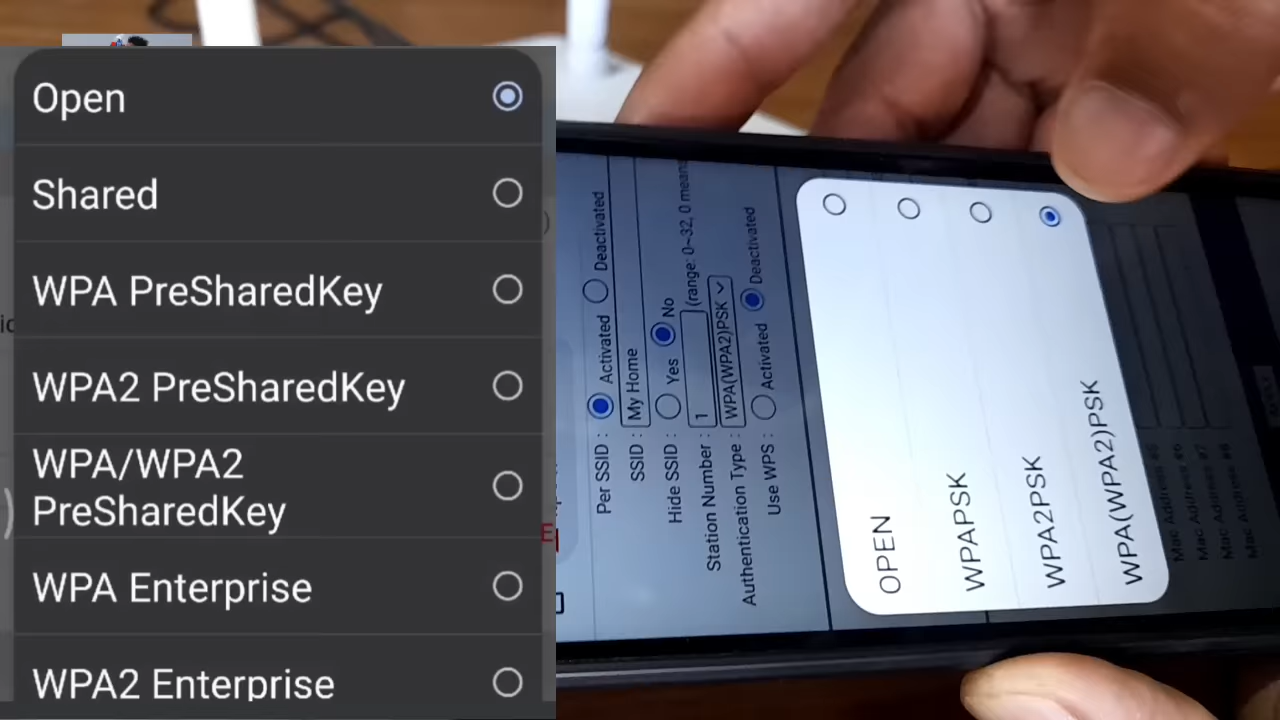 Open
Shared
WPA PreSharedKey
WPA2 PreSharedKey
WPA/WPA2
PreSharedKey
WPA Enterprise
WPA2 Enterprise
Per SSID : Activated Deactivated
SSID : My Home
Hide SSID : Yes No
Station Number : 1 (range: 0~32, 0 mean
Authentication Type : WPA(WPA2)PSK
Use WPS : Activated Deactivated
OPEN
WPAPSK
WPA2PSK
WPA(WPA2)PSK
Mac Address #5
Mac Address #6
Mac Address #7
Mac Address #8